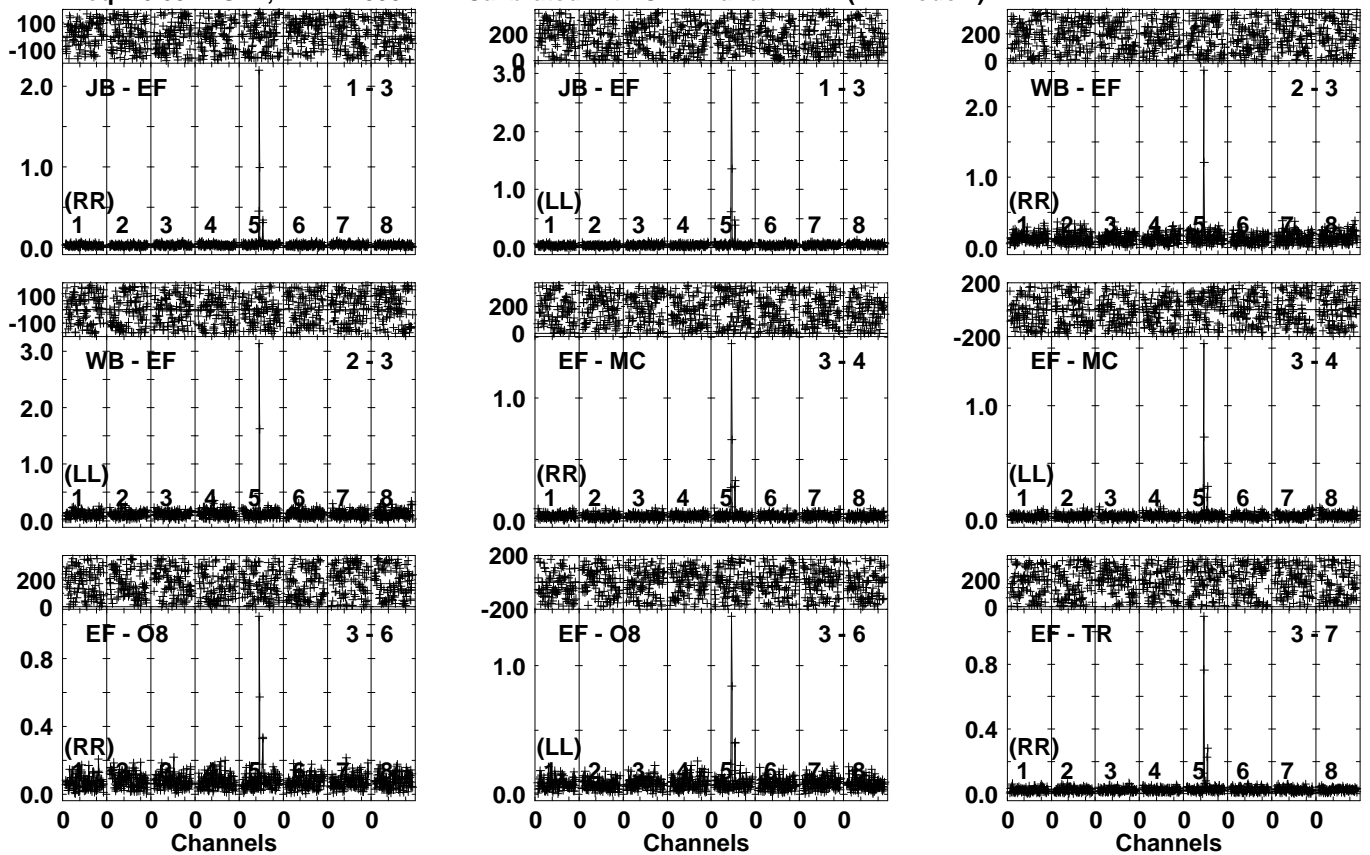 100
-100
2.0
1.0
0.0
JB - EF 1 - 3
(RR)
1 2 3 4 5 6 7 8
200
0
3.0
2.0
1.0
0.0
JB - EF 1 - 3
(LL)
1 2 3 4 5 6 7 8
200
0
2.0
1.0
0.0
WB - EF 2 - 3
(RR)
1 2 3 4 5 6 7 8
100
-100
3.0
2.0
1.0
0.0
WB - EF 2 - 3
(LL)
1 2 3 4 5 6 7 8
200
0
1.0
0.0
EF - MC 3 - 4
(RR)
1 2 3 4 5 6 7 8
200
-200
1.0
0.0
EF - MC 3 - 4
(LL)
1 2 3 4 5 6 7 8
200
0
0.8
0.4
0.0
EF - O8 3 - 6
(RR)
1 2 3 4 5 6 7 8
0 0 0 0 0 0 0 0
Channels
200
-200
1.0
0.0
EF - O8 3 - 6
(LL)
1 2 3 4 5 6 7 8
0 0 0 0 0 0 0 0
Channels
200
0
0.8
0.4
0.0
EF - TR 3 - 7
(RR)
1 2 3 4 5 6 7 8
0 0 0 0 0 0 0 0
Channels